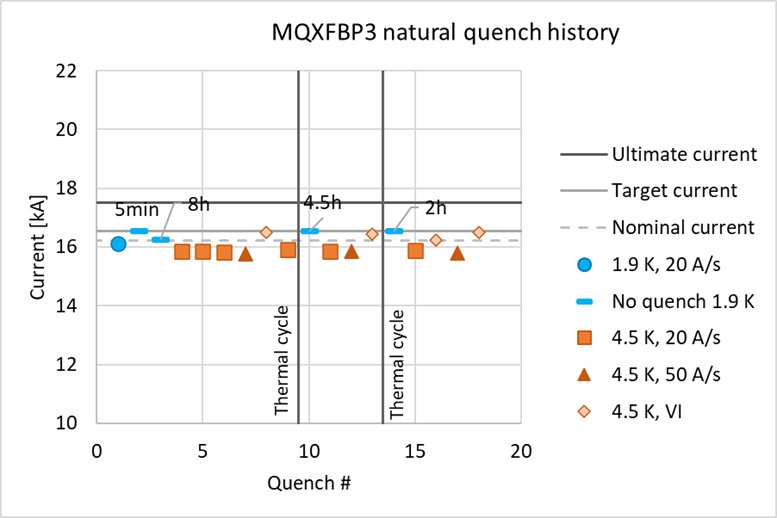 MQXFBP3 natural quench history
22
20
18
16
14
12
10
Current [kA]
5min
8h
4.5h
2h
Thermal cycle
Thermal cycle
0
5
10
15
20
Quench #
Ultimate current
Target current
Nominal current
1.9 K, 20 A/s
No quench 1.9 K
4.5 K, 20 A/s
4.5 K, 50 A/s
4.5 K, VI